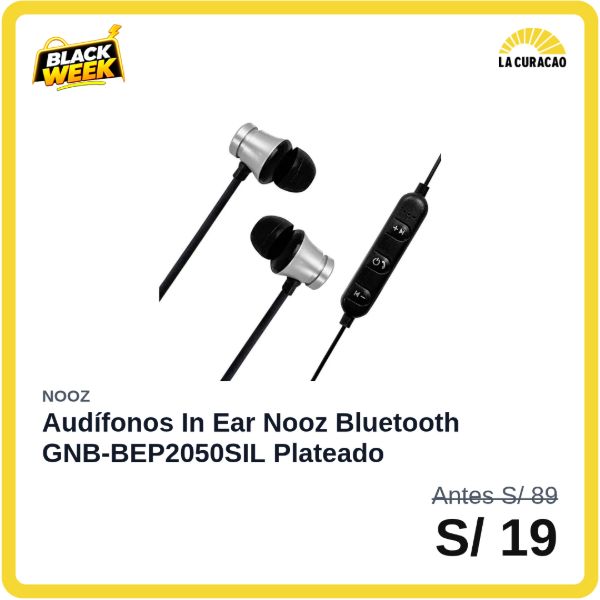 BLACK
WEEK
LA CURACAO
NOOZ
Audífonos In Ear Nooz Bluetooth
GNB-BEP2050SIL Plateado
Antes S/ 89
S/ 19